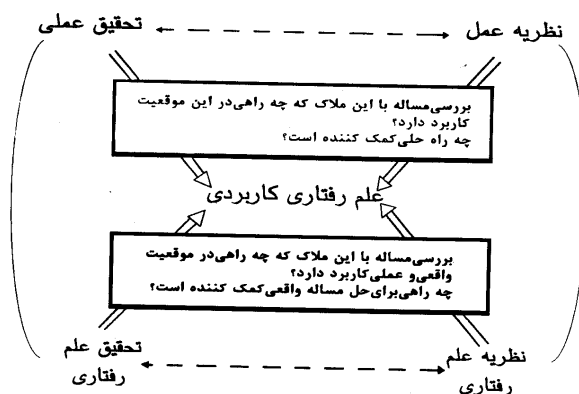 نظریه عمل
تحقیق عملی
بررسی مساله با این ملاک که چه راهی در این موقعیت
کاربرد دارد؟
چه راه حلی کمک کننده است؟
علم رفتاری کاربردی
بررسی مساله با این ملاک که چه راهی در موقعیت
واقعی و عملی کاربرد دارد؟
چه راهی برای حل مساله واقعی کمک کننده است؟
نظریه علم
رفتاری
تحقیق علم
رفتاری